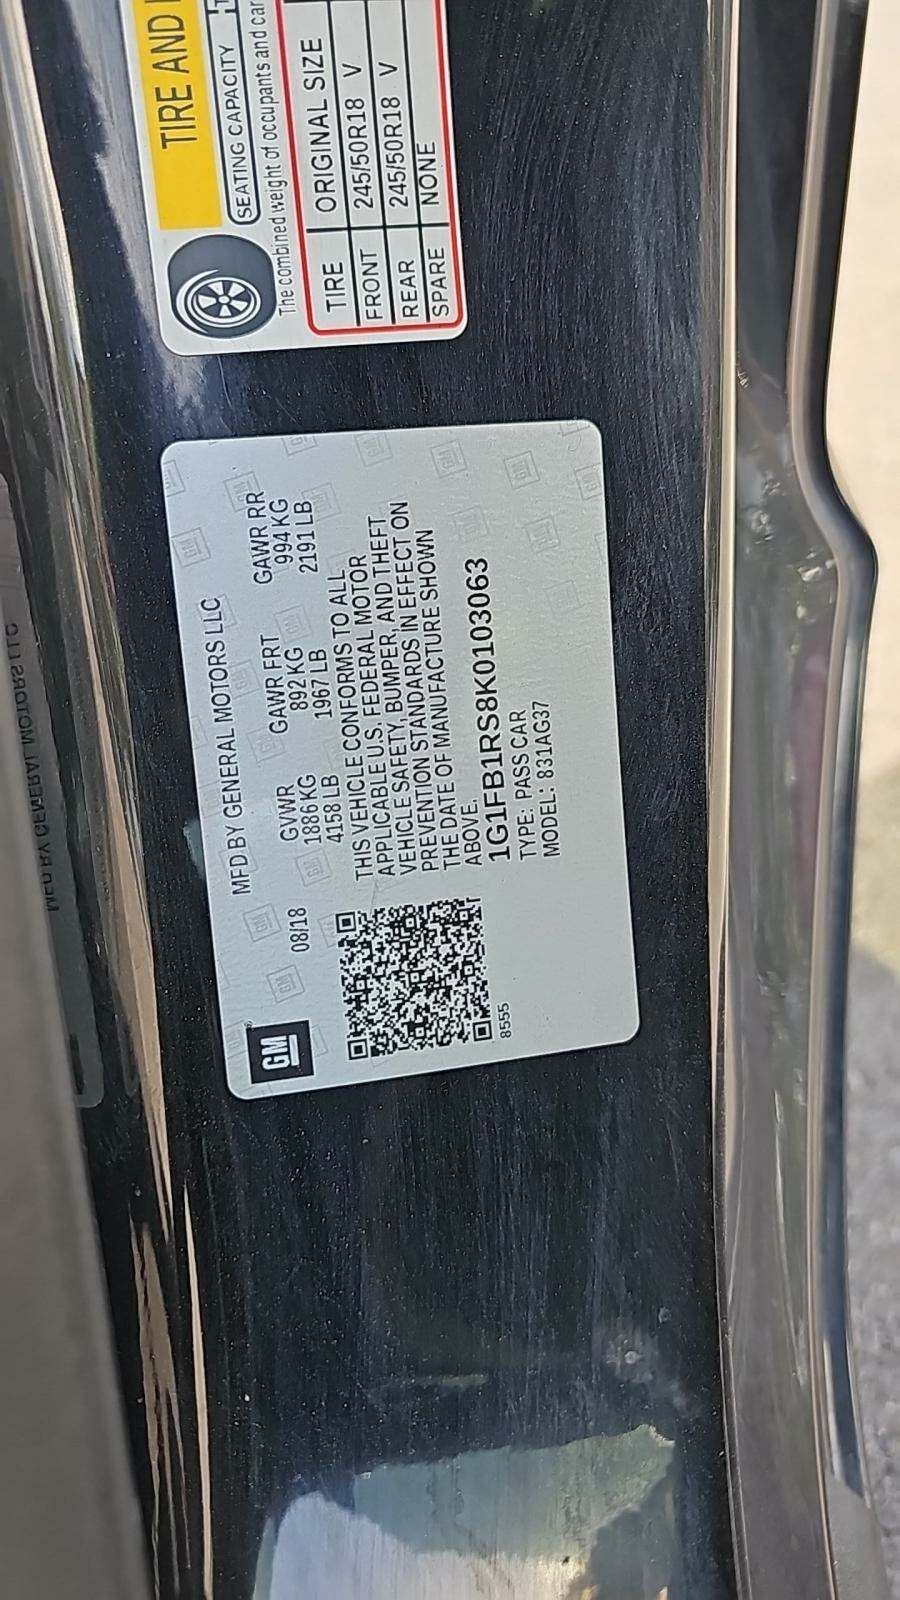 TIRE AND
SEATING CAPACITY
The combined weight of occupants and
TIRE ORIGINAL SIZE
FRONT 245/50R18 V
REAR 245/50R18 V
SPARE NONE
MFD BY GENERAL MOTORS LLC
GM
08/18
GVWR GAWR FRT GAWR RR
1886 KG 892 KG 994 KG
4158 LB 1967 LB 2191 LB
THIS VEHICLE CONFORMS TO ALL
APPLICABLE U.S. FEDERAL MOTOR
VEHICLE SAFETY, BUMPER, AND THEFT
PREVENTION STANDARDS IN EFFECT ON
THE DATE OF MANUFACTURE SHOWN
ABOVE.
1G1FB1RS8K0103063
TYPE: PASS CAR
MODEL: 831AG37
8555